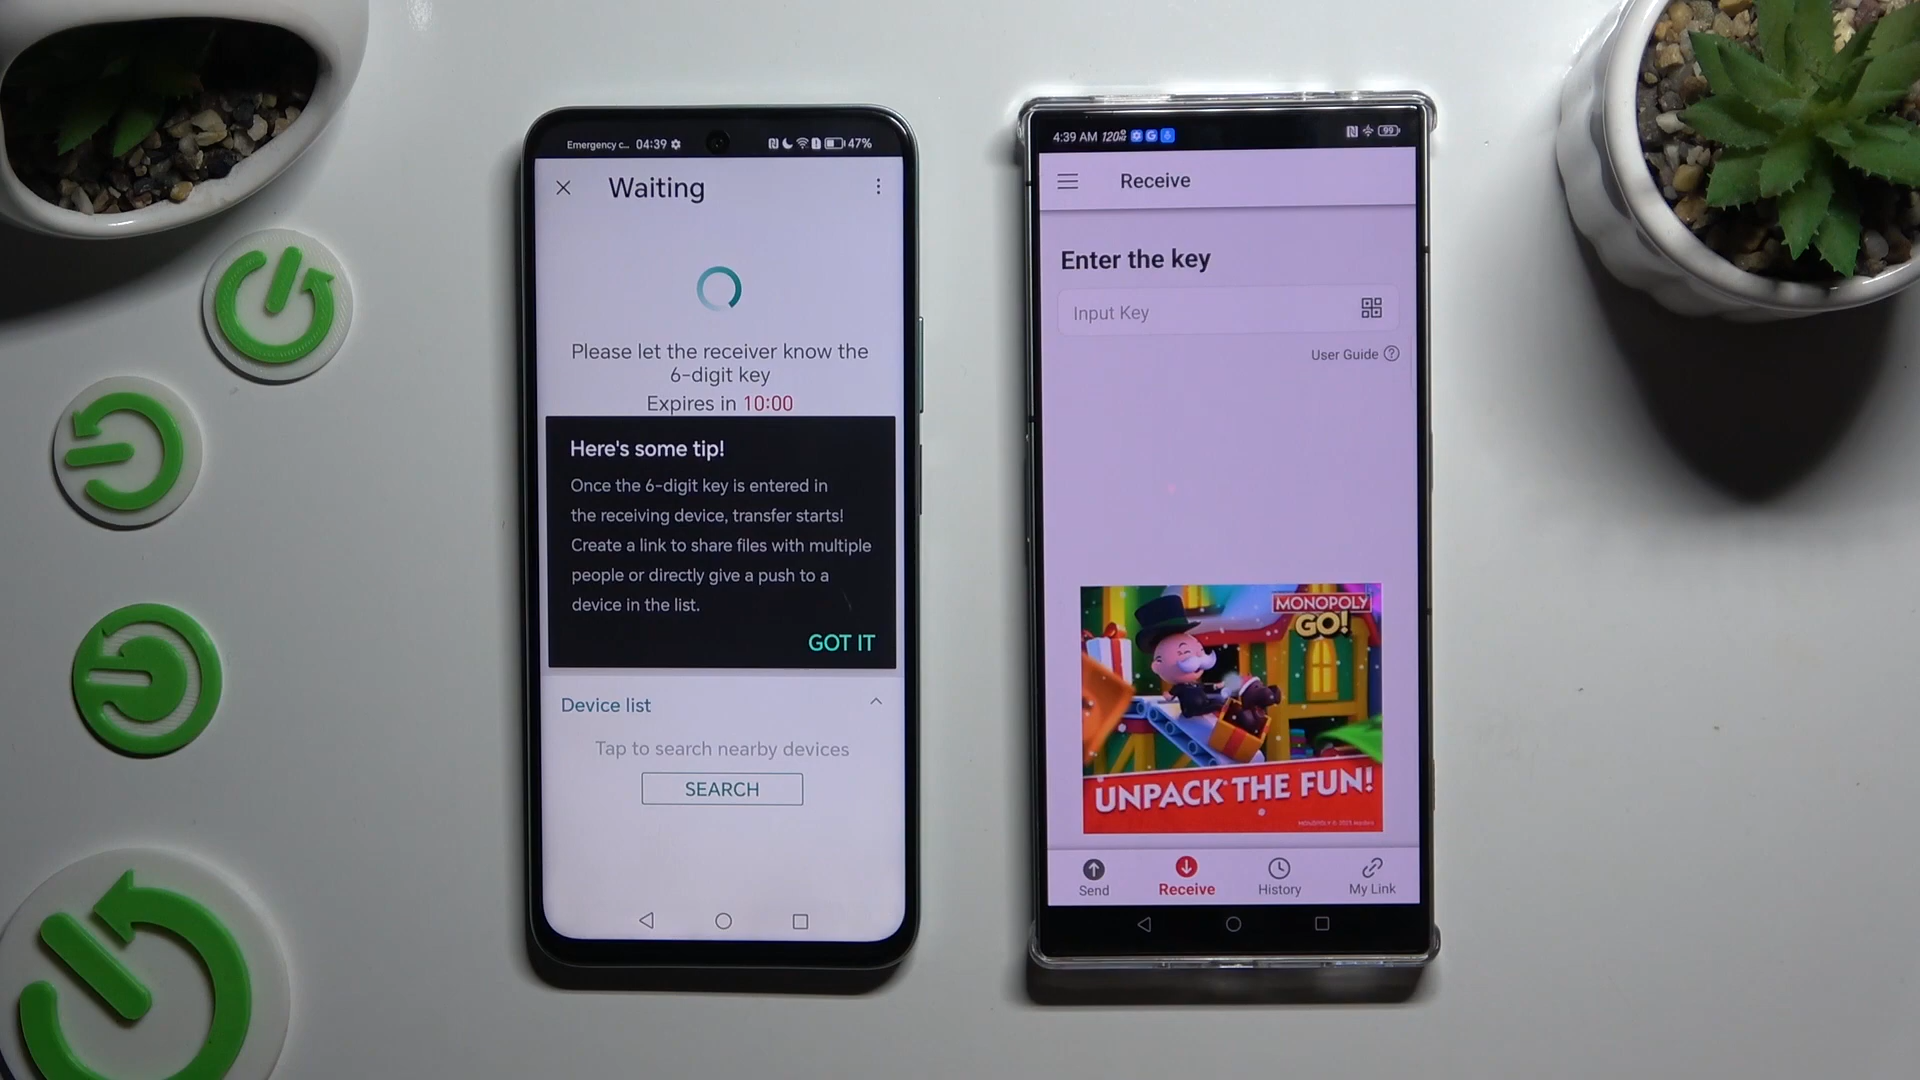 Emergency c... 04:39
47%
Waiting
Please let the receiver know the
6-digit key
Expires in 10:00
Here's some tip!
Once the 6-digit key is entered in
the receiving device, transfer starts!
Create a link to share files with multiple
people or directly give a push to a
device in the list.
GOT IT
Device list
Tap to search nearby devices
SEARCH
4:39 AM 120
99
Receive
Enter the key
Input Key
User Guide
MONOPOLY
GO!
UNPACK THE FUN!
Send
Receive
History
My Link